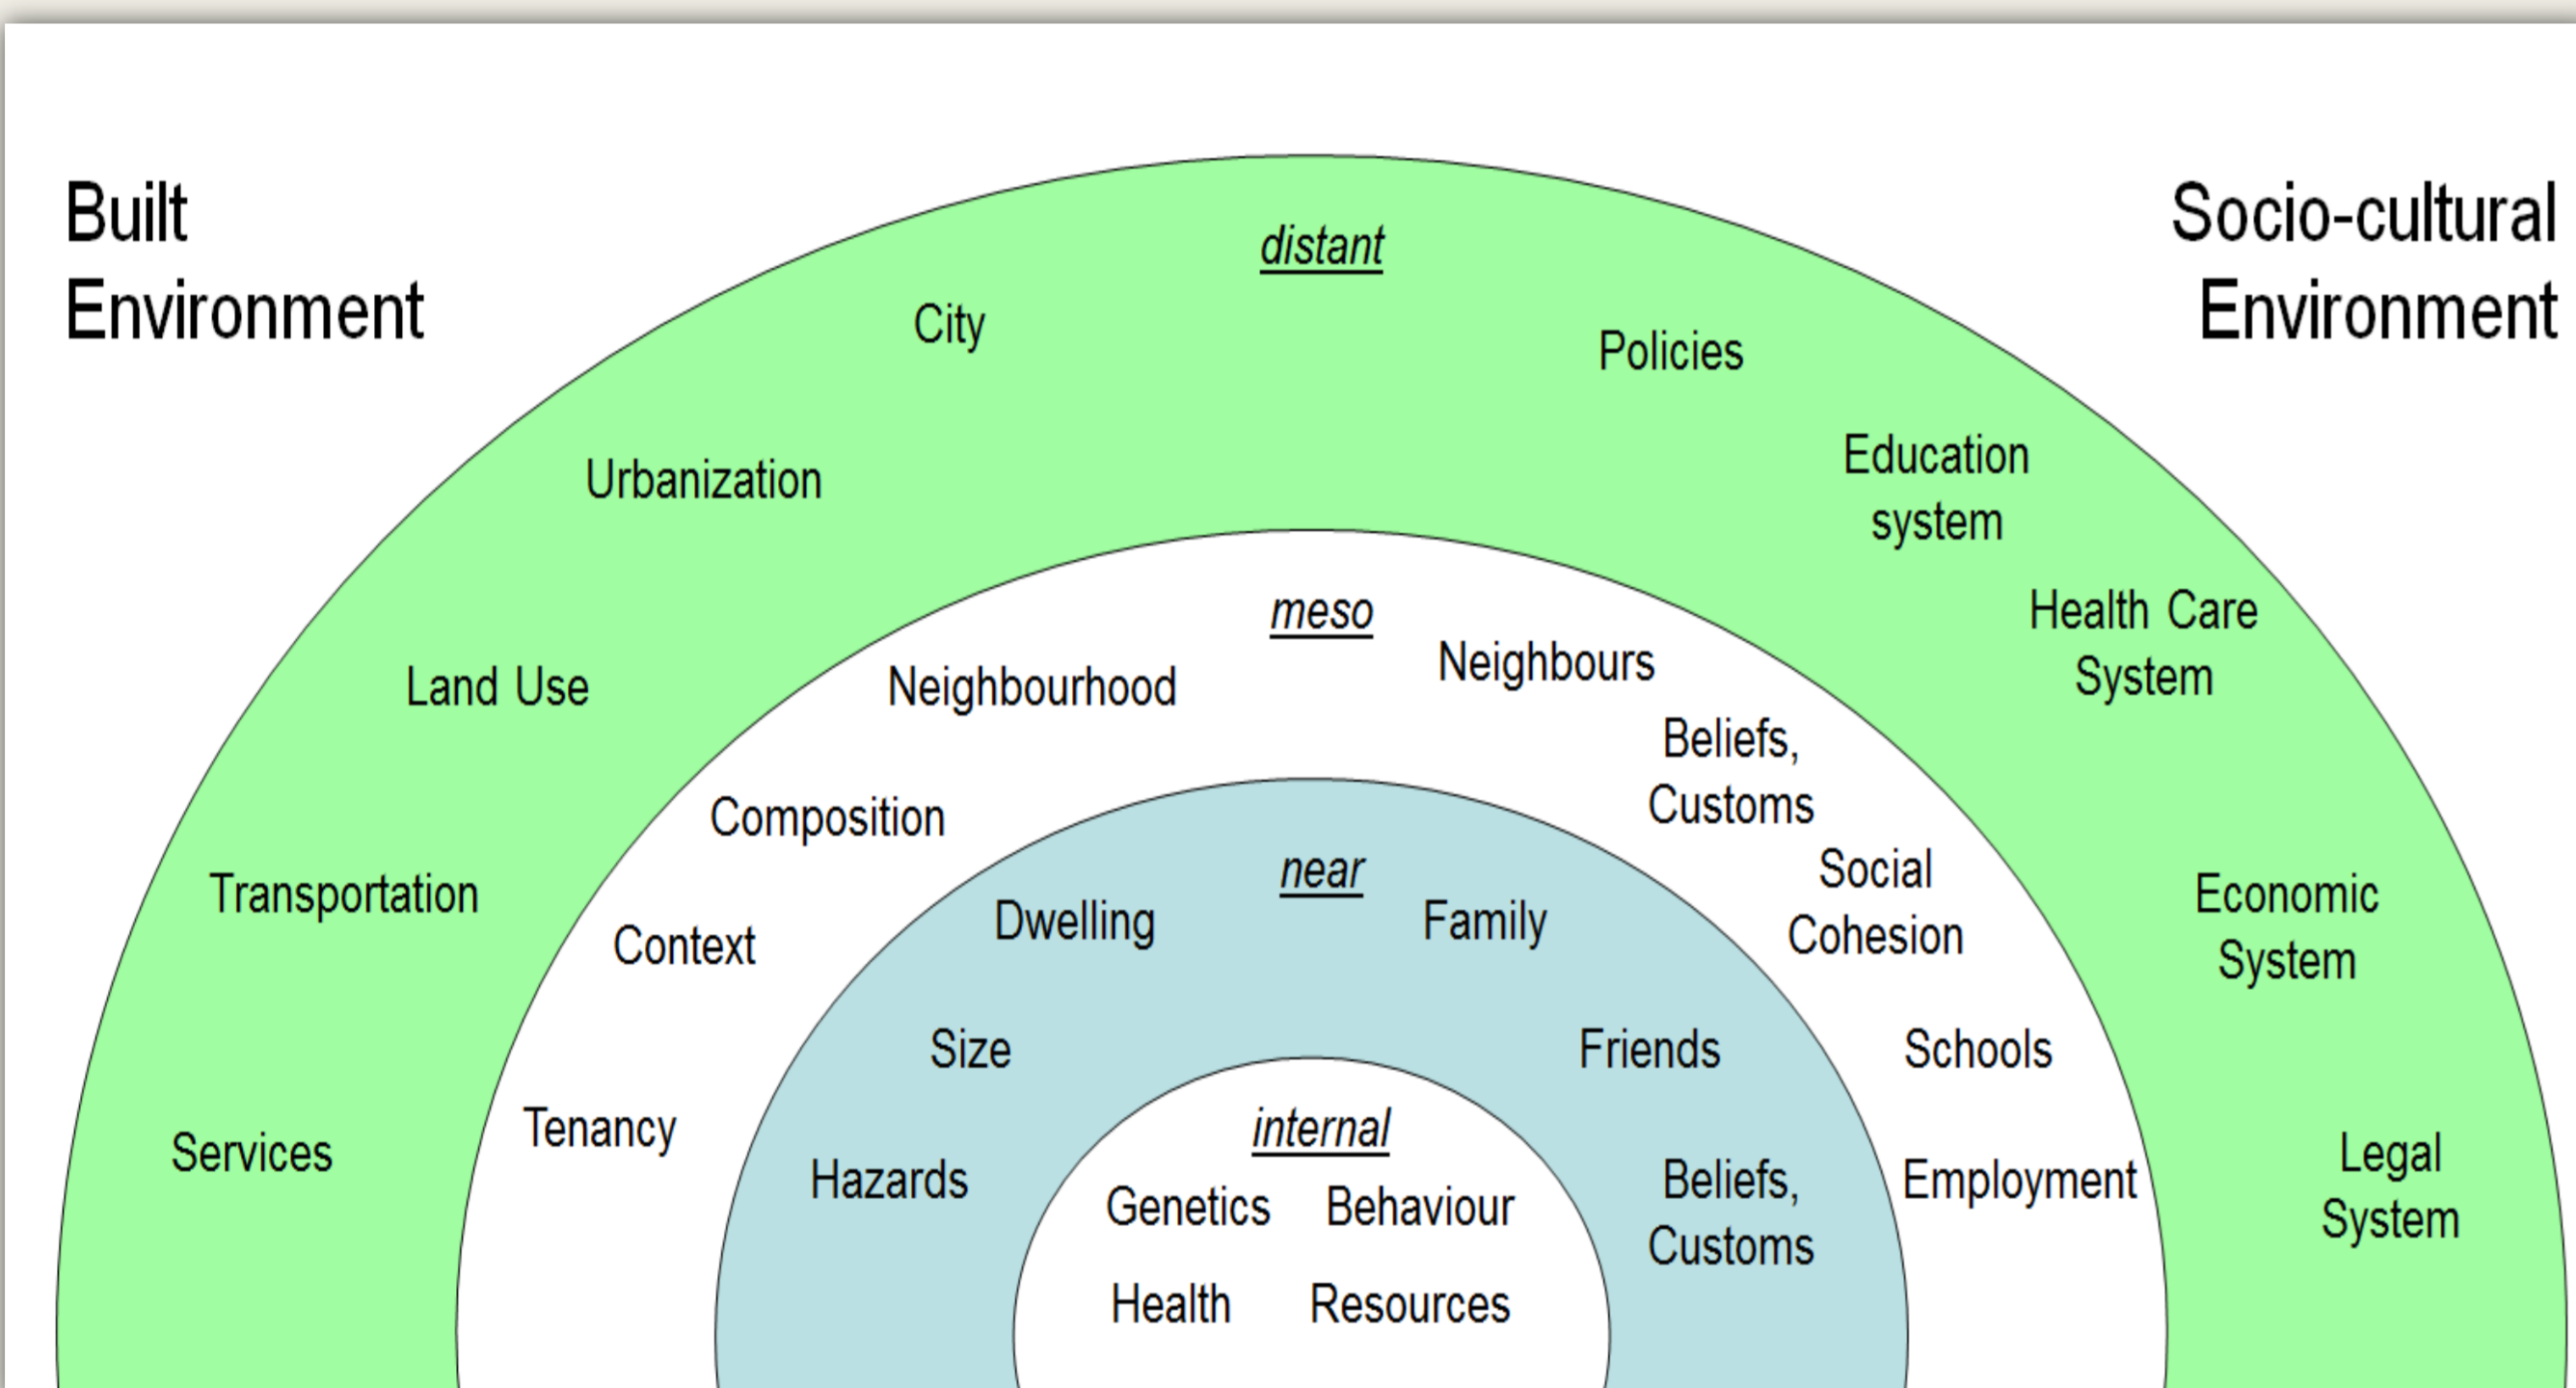 Built
Environment
Socio-cultural
Environment
distant
City
Policies
Urbanization
Education
system
Land Use
Health Care
System
Transportation
Economic
System
Services
Legal
System
meso
Neighbourhood
Neighbours
Composition
Beliefs,
Customs
Context
Social
Cohesion
Schools
Tenancy
Employment
near
Dwelling
Family
Size
Friends
Hazards
Beliefs,
Customs
internal
Genetics
Behaviour
Health
Resources